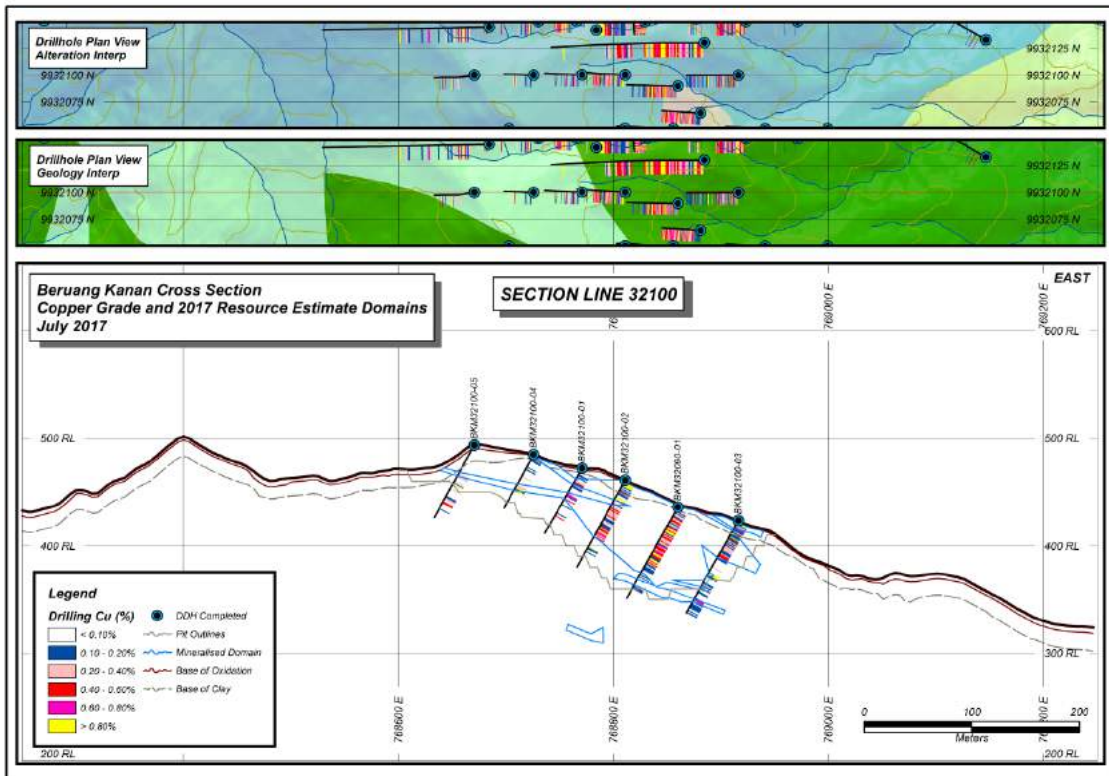 Drillhole Plan View
Alteration Interp
9932125 N
9932100 N
9932100 N
9932075 N
9932075 N
Drillhole Plan View
Geology Interp
9932125 N
9932100 N
9932100 N
9932075 N
9932075 N
Beruang Kanan Cross Section
Copper Grade and 2017 Resource Estimate Domains
July 2017
SECTION LINE 32100
EAST
769000 E
769200 E
500 RL
500 RL
400 RL
400 RL
300 RL
200 RL
200 RL
BKM32100-05
BKM32100-04
BKM32100-01
BKM32100-02
BKM32090-01
BKM32100-03
Legend
Drilling Cu (%)
< 0.10%
0.10 - 0.20%
0.20 - 0.40%
0.40 - 0.60%
0.60 - 0.80%
> 0.80%
DDH Completed
Pit Outlines
Mineralised Domain
Base of Oxidation
Base of Clay
768600 E
768800 E
769000 E
0 100 200
Meters